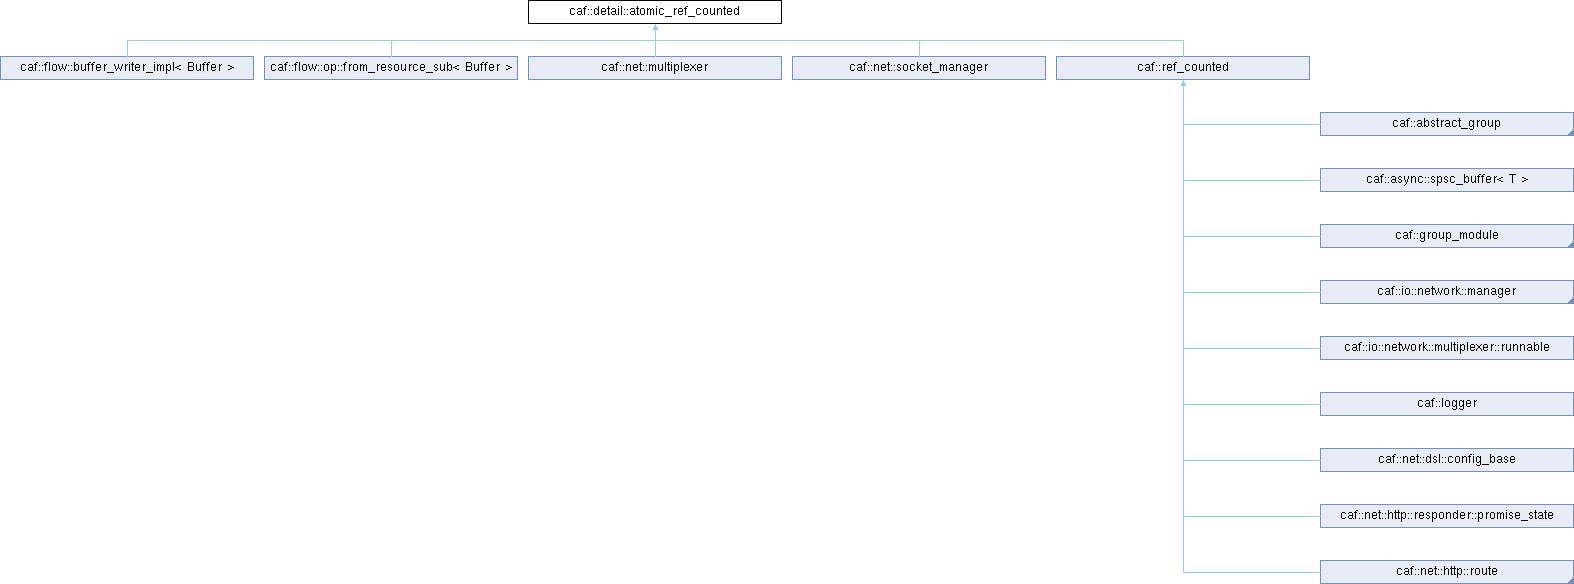 caf::detail::atomic_ref_counted
caf::flow::buffer_writer_impl< Buffer >
caf::flow::op::from_resource_sub< Buffer >
caf::net::multiplexer
caf::net::socket_manager
caf::ref_counted
caf::abstract_group
caf::async::spsc_buffer< T >
caf::group_module
caf::io::network::manager
caf::io::network::multiplexer::runnable
caf::logger
caf::net::dsl::config_base
caf::net::http::responder::promise_state
caf::net::http::route